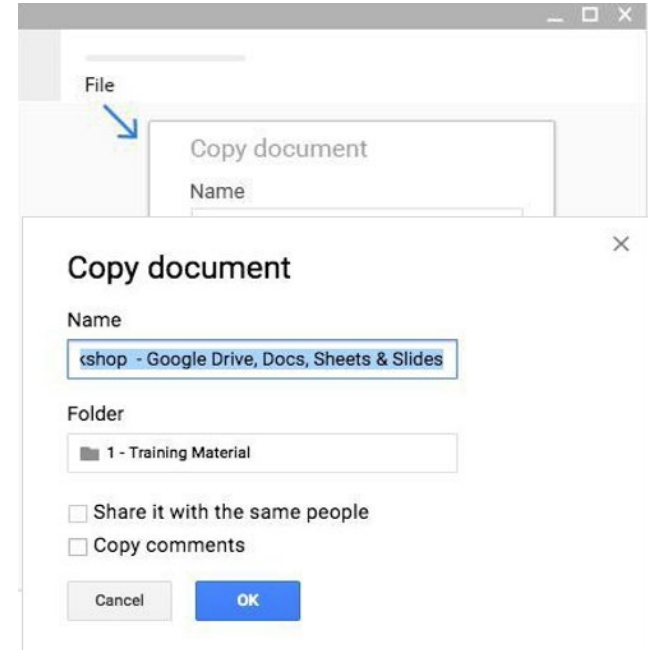 File
Copy document
Name
Copy document
Name
- Google Drive, Docs, Sheets & Slides
Folder
1 - Training Material
Share it with the same people
Copy comments
Cancel
OK